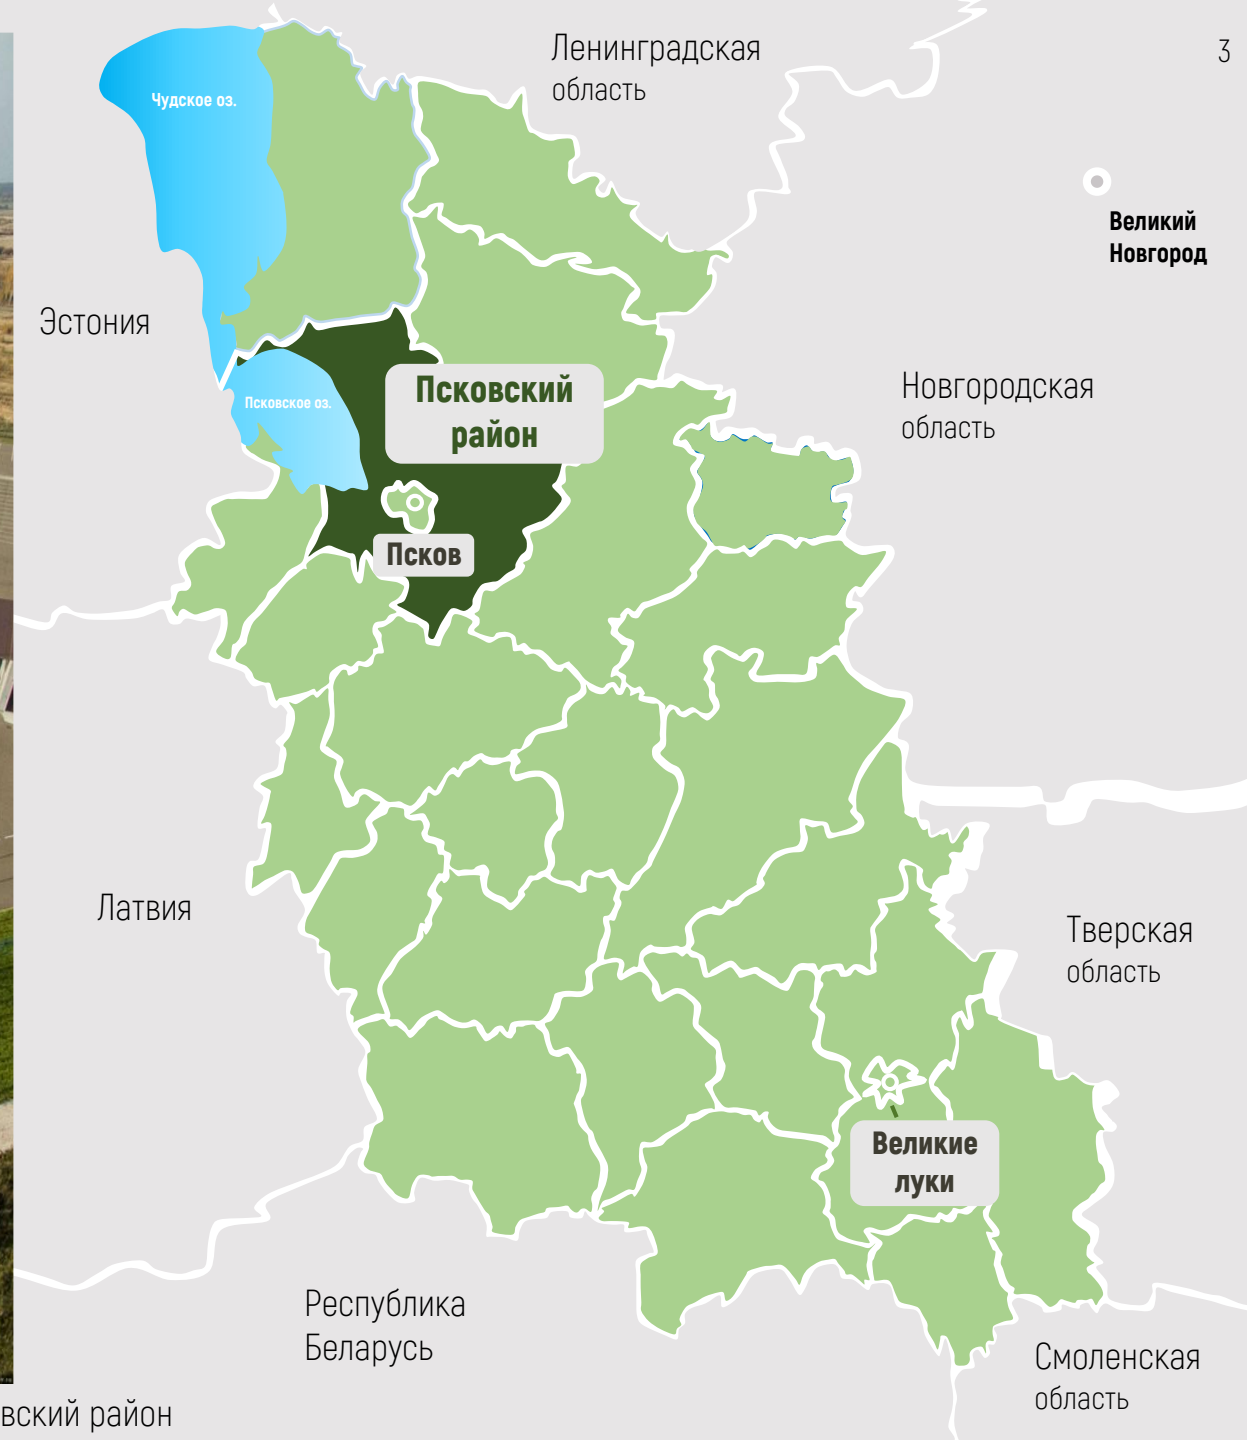 Ленинградская
область
3
Чудское оз.
Великий
Новгород
Эстония
Псковский
район
Новгородская
область
Псковское оз.
Псков
Латвия
Тверская
область
Великие
луки
Республика
Беларусь
Смоленская
область
вский район